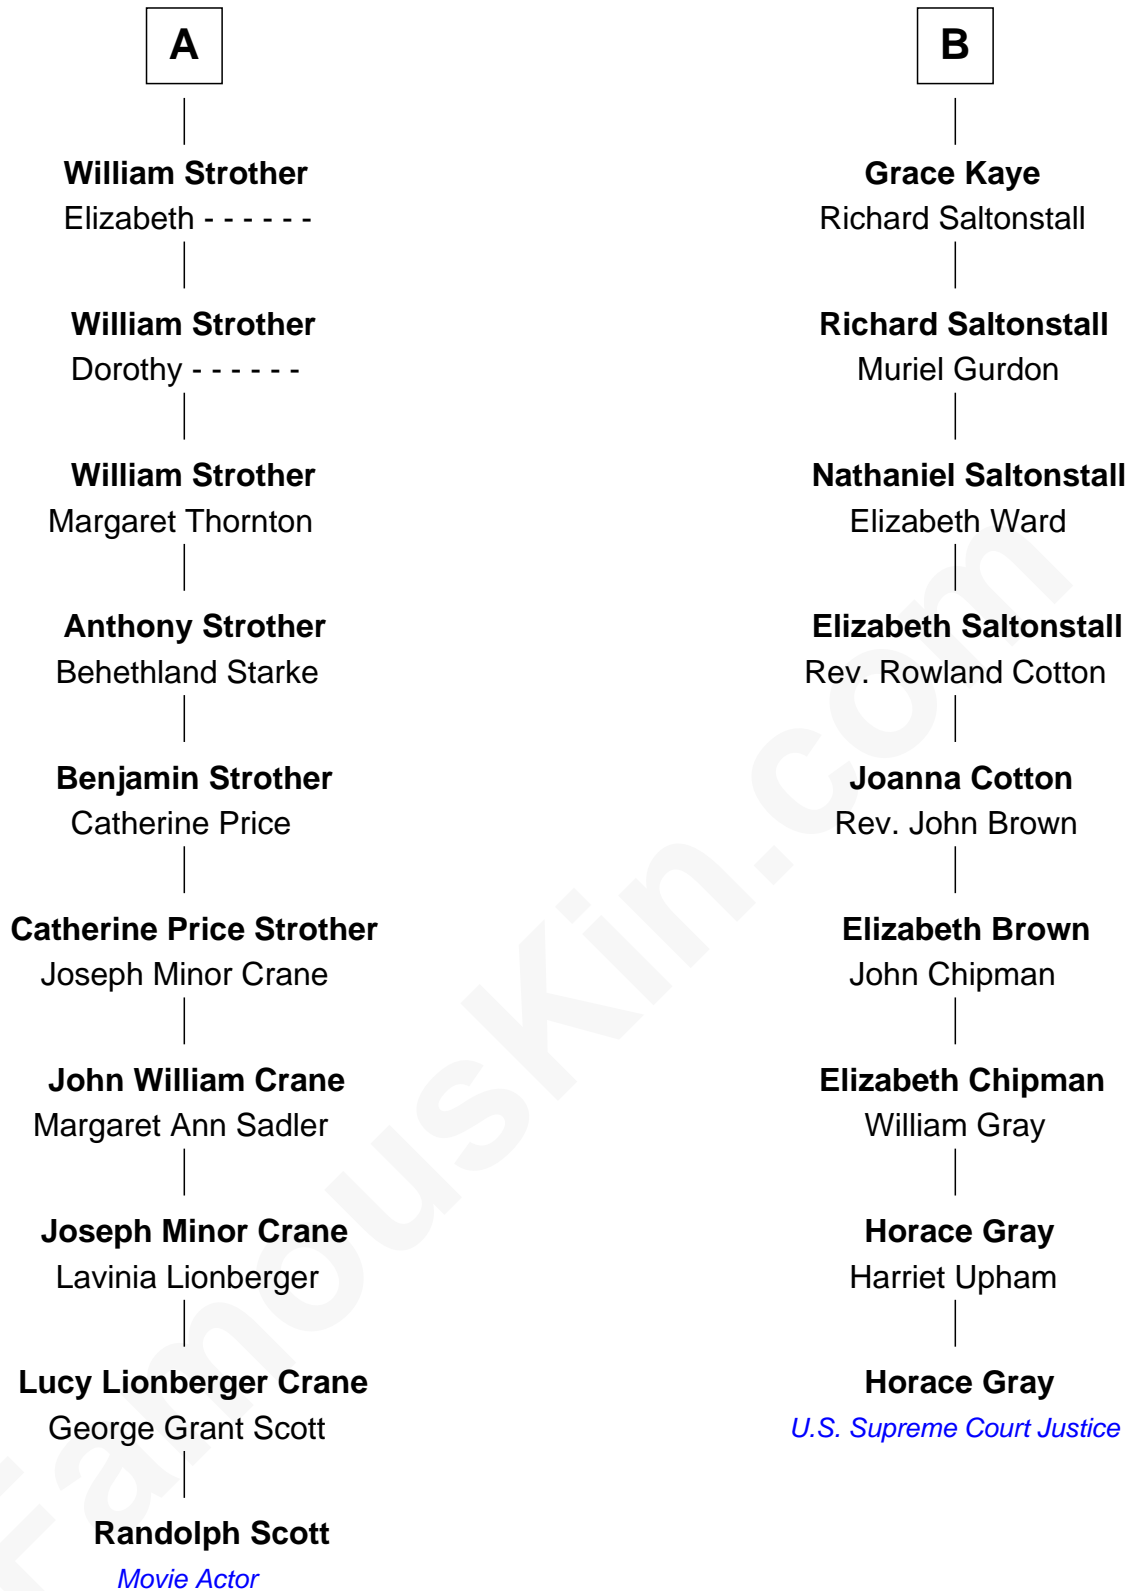 A
William Strother
Elizabeth - - - - - -
William Strother
Dorothy - - - - - -
William Strother
Margaret Thornton
Anthony Strother
Behethland Starke
Benjamin Strother
Catherine Price
Catherine Price Strother
Joseph Minor Crane
John William Crane
Margaret Ann Sadler
Joseph Minor Crane
Lavinia Lionberger
Lucy Lionberger Crane
George Grant Scott
Randolph Scott
Movie Actor
B
Grace Kaye
Richard Saltonstall
Richard Saltonstall
Muriel Gurdon
Nathaniel Saltonstall
Elizabeth Ward
Elizabeth Saltonstall
Rev. Rowland Cotton
Joanna Cotton
Rev. John Brown
Elizabeth Brown
John Chipman
Elizabeth Chipman
William Gray
Horace Gray
Harriet Upham
Horace Gray
U.S. Supreme Court Justice
FamousKin.com